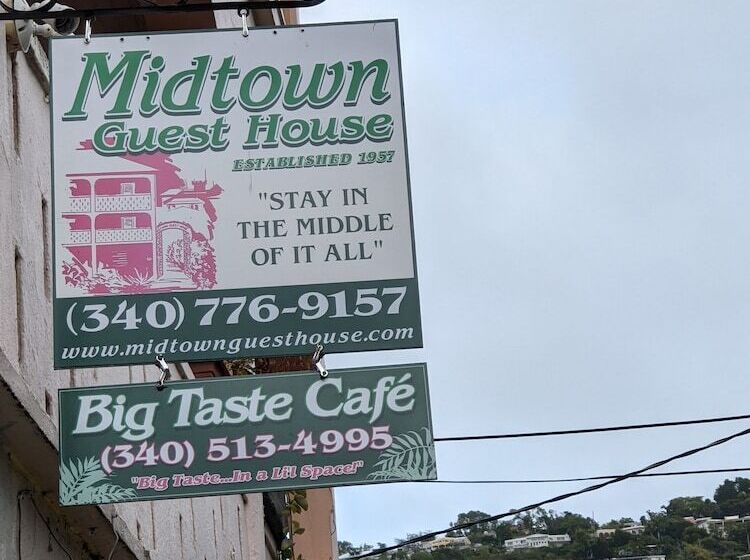 Midtown
Guest House
ESTABLISHED 1957
"STAY IN
THE MIDDLE
OF IT ALL"
(340) 776-9157
www.midtownguesthouse.com
Big Taste Café
(340) 513-4995
"Big Taste...In a Li'l Space!"